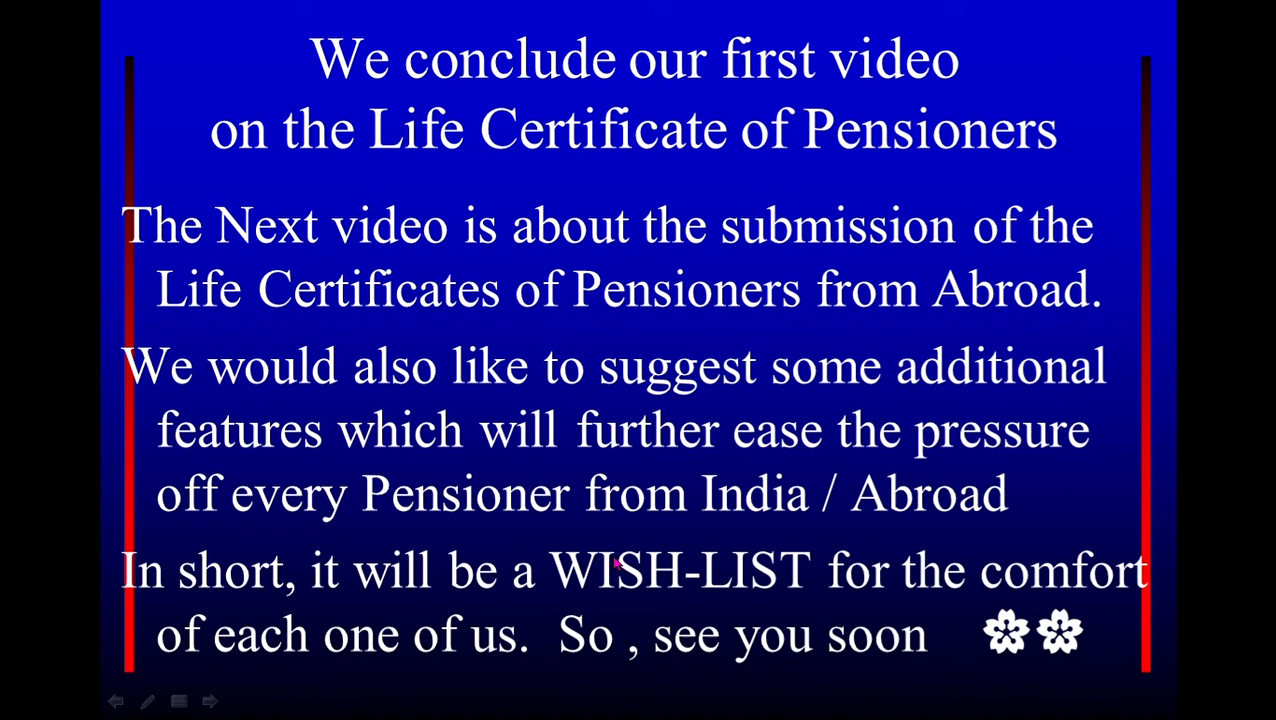 We conclude our first video
on the Life Certificate of Pensioners
The Next video is about the submission of the
Life Certificates of Pensioners from Abroad.
We would also like to suggest some additional
features which will further ease the pressure
off every Pensioner from India / Abroad
In short, it will be a WISH-LIST for the comfort
of each one of us. So , see you soon